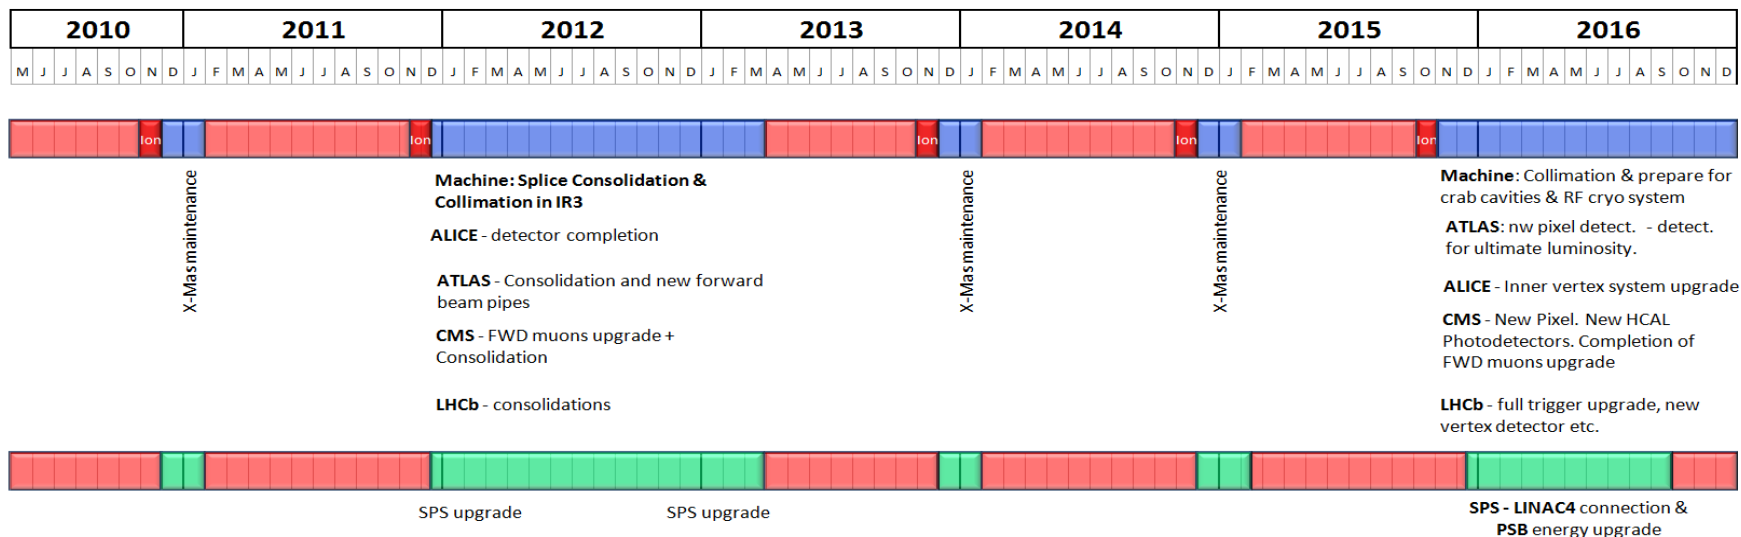 2010 2011 2012 2013 2014 2015 2016
M J J A S O N D J F M A M J J A S O N D J F M A M J J A S O N D J F M A M J J A S O N D J F M A M J J A S O N D J F M A M J J A S O N D J F M A M J J A S O N D
Ion Ion Ion Ion Ion
X-Mas maintenance
Machine: Splice Consolidation &
Collimation in IR3
ALICE - detector completion
ATLAS - Consolidation and new forward
beam pipes
CMS - FWD muons upgrade +
Consolidation
LHCb - consolidations
X-Mas maintenance
X-Mas maintenance
Machine: Collimation & prepare for
crab cavities & RF cryo system
ATLAS: nw pixel detect. - detect.
for ultimate luminosity.
ALICE - Inner vertex system upgrade
CMS - New Pixel. New HCAL
Photodetectors. Completion of
FWD muons upgrade
LHCb - full trigger upgrade, new
vertex detector etc.
SPS upgrade SPS upgrade
SPS - LINAC4 connection &
PSB energy upgrade